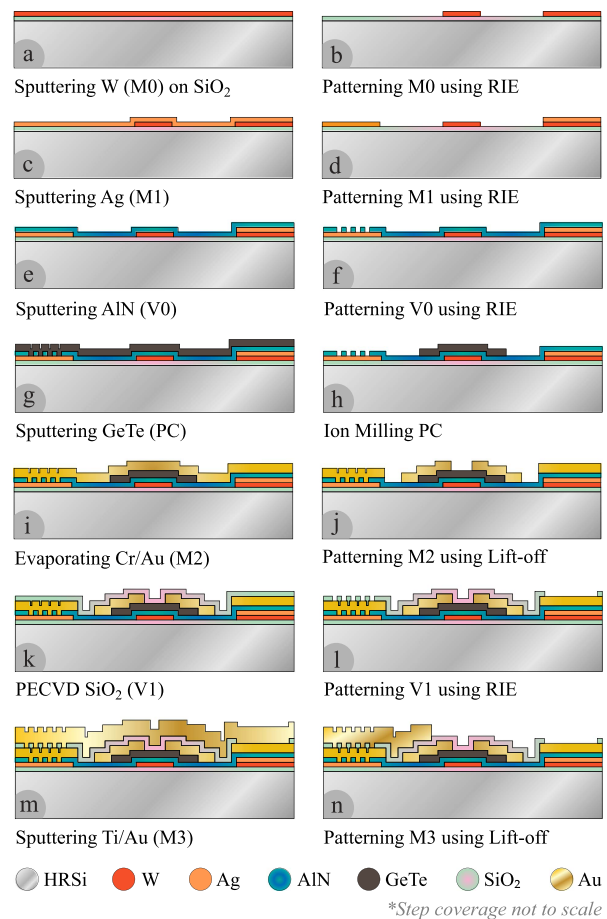 a b
Sputtering W (M0) on SiO₂ Patterning M0 using RIE
c d
Sputtering Ag (M1) Patterning M1 using RIE
e f
Sputtering AlN (V0) Patterning V0 using RIE
g h
Sputtering GeTe (PC) Ion Milling PC
i j
Evaporating Cr/Au (M2) Patterning M2 using Lift-off
k l
PECVD SiO₂ (V1) Patterning V1 using RIE
m n
Sputtering Ti/Au (M3) Patterning M3 using Lift-off
HRSi W Ag AlN GeTe SiO₂ Au
*Step coverage not to scale